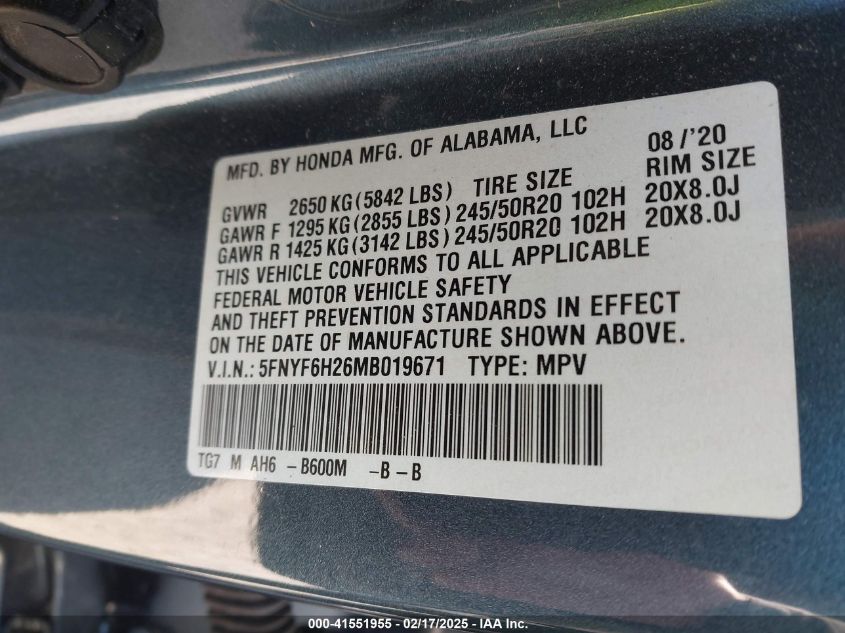 MFD. BY HONDA MFG. OF ALABAMA, LLC 08 /'20
GVWR 2650 KG (5842 LBS) TIRE SIZE RIM SIZE
GAWR F 1295 KG (2855 LBS) 245/50R20 102H 20X8.0J
GAWR R 1425 KG (3142 LBS) 245/50R20 102H 20X8.0J
THIS VEHICLE CONFORMS TO ALL APPLICABLE
FEDERAL MOTOR VEHICLE SAFETY
AND THEFT PREVENTION STANDARDS IN EFFECT
ON THE DATE OF MANUFACTURE SHOWN ABOVE.
V.I.N.: 5FNYF6H26MB019671 TYPE: MPV
TG7 M AH6 -B600M -B-B
000-41551955 - 02/17/2025 - IAA Inc.